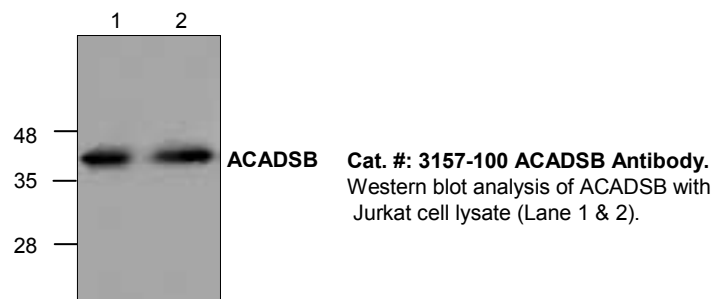 1 2
48
ACADSB
35
28
Cat. #: 3157-100 ACADSB Antibody.
Western blot analysis of ACADSB with
Jurkat cell lysate (Lane 1 & 2).